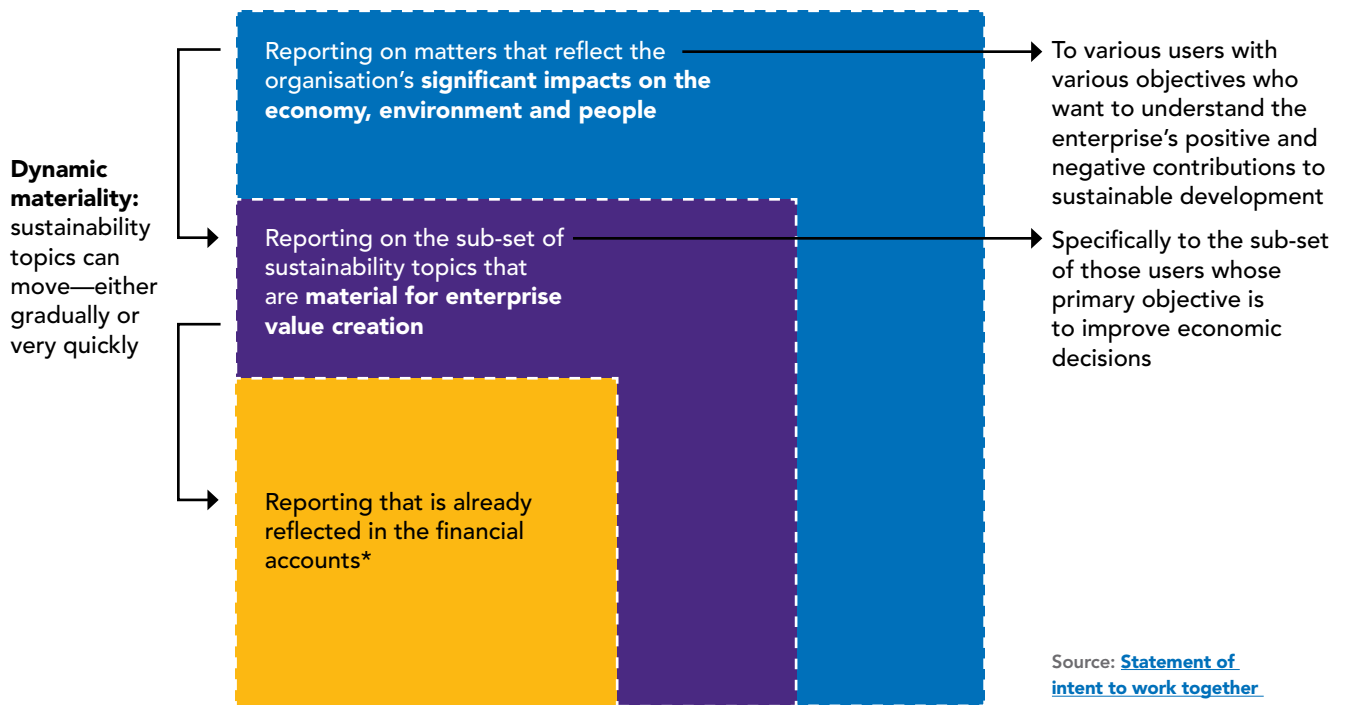 Dynamic
materiality:
sustainability
topics can
move—either
gradually or
very quickly
Reporting on matters that reflect the
organisation's significant impacts on the
economy, environment and people
To various users with
various objectives who
want to understand the
enterprise's positive and
negative contributions to
sustainable development
Reporting on the sub-set of
sustainability topics that
are material for enterprise
value creation
Specifically to the sub-set
of those users whose
primary objective is
to improve economic
decisions
Reporting that is already
reflected in the financial
accounts*
Source: Statement of
intent to work together